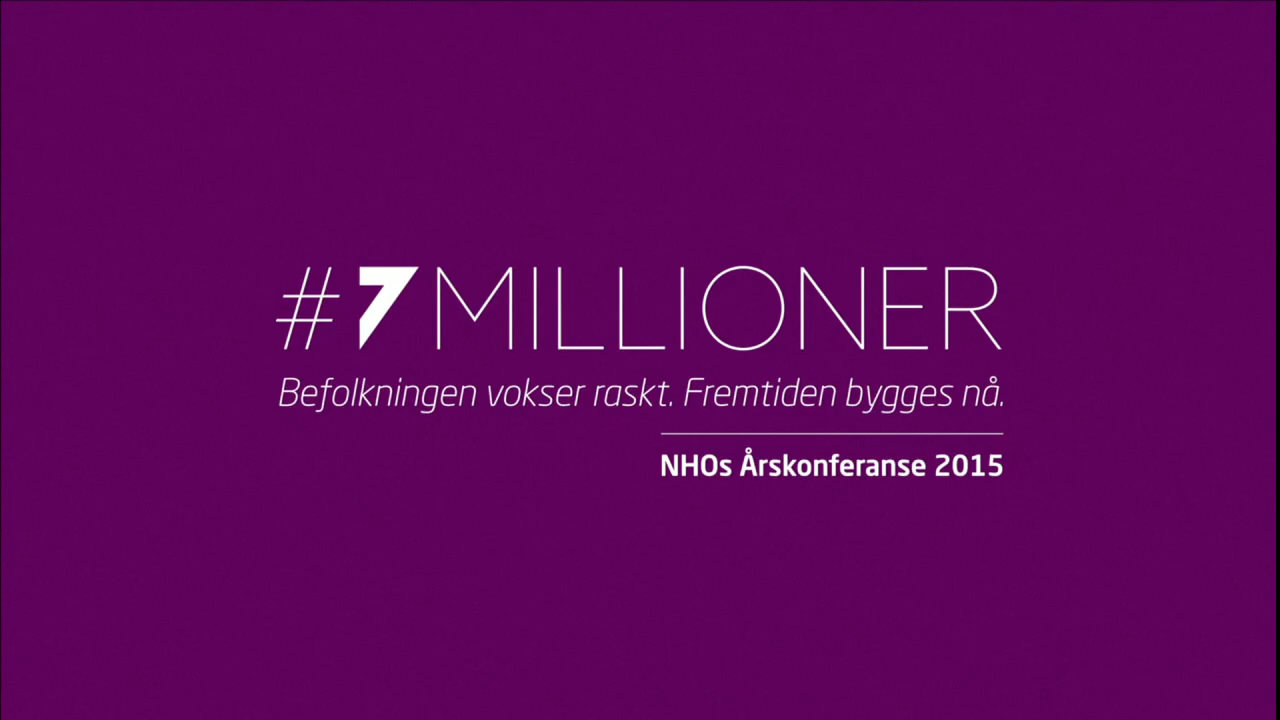 #7MILLIONER
Befolkningen vokser raskt. Fremtiden bygges nå.
NHOs Årskonferanse 2015